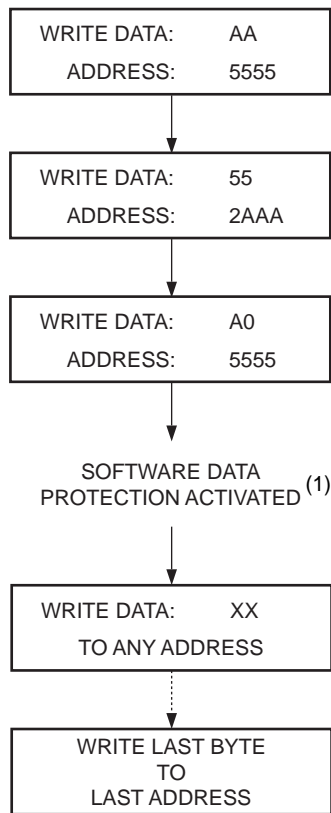 WRITE DATA: AA
ADDRESS: 5555
WRITE DATA: 55
ADDRESS: 2AAA
WRITE DATA: A0
ADDRESS: 5555
SOFTWARE DATA
PROTECTION ACTIVATED (1)
WRITE DATA: XX
TO ANY ADDRESS
WRITE LAST BYTE
TO
LAST ADDRESS